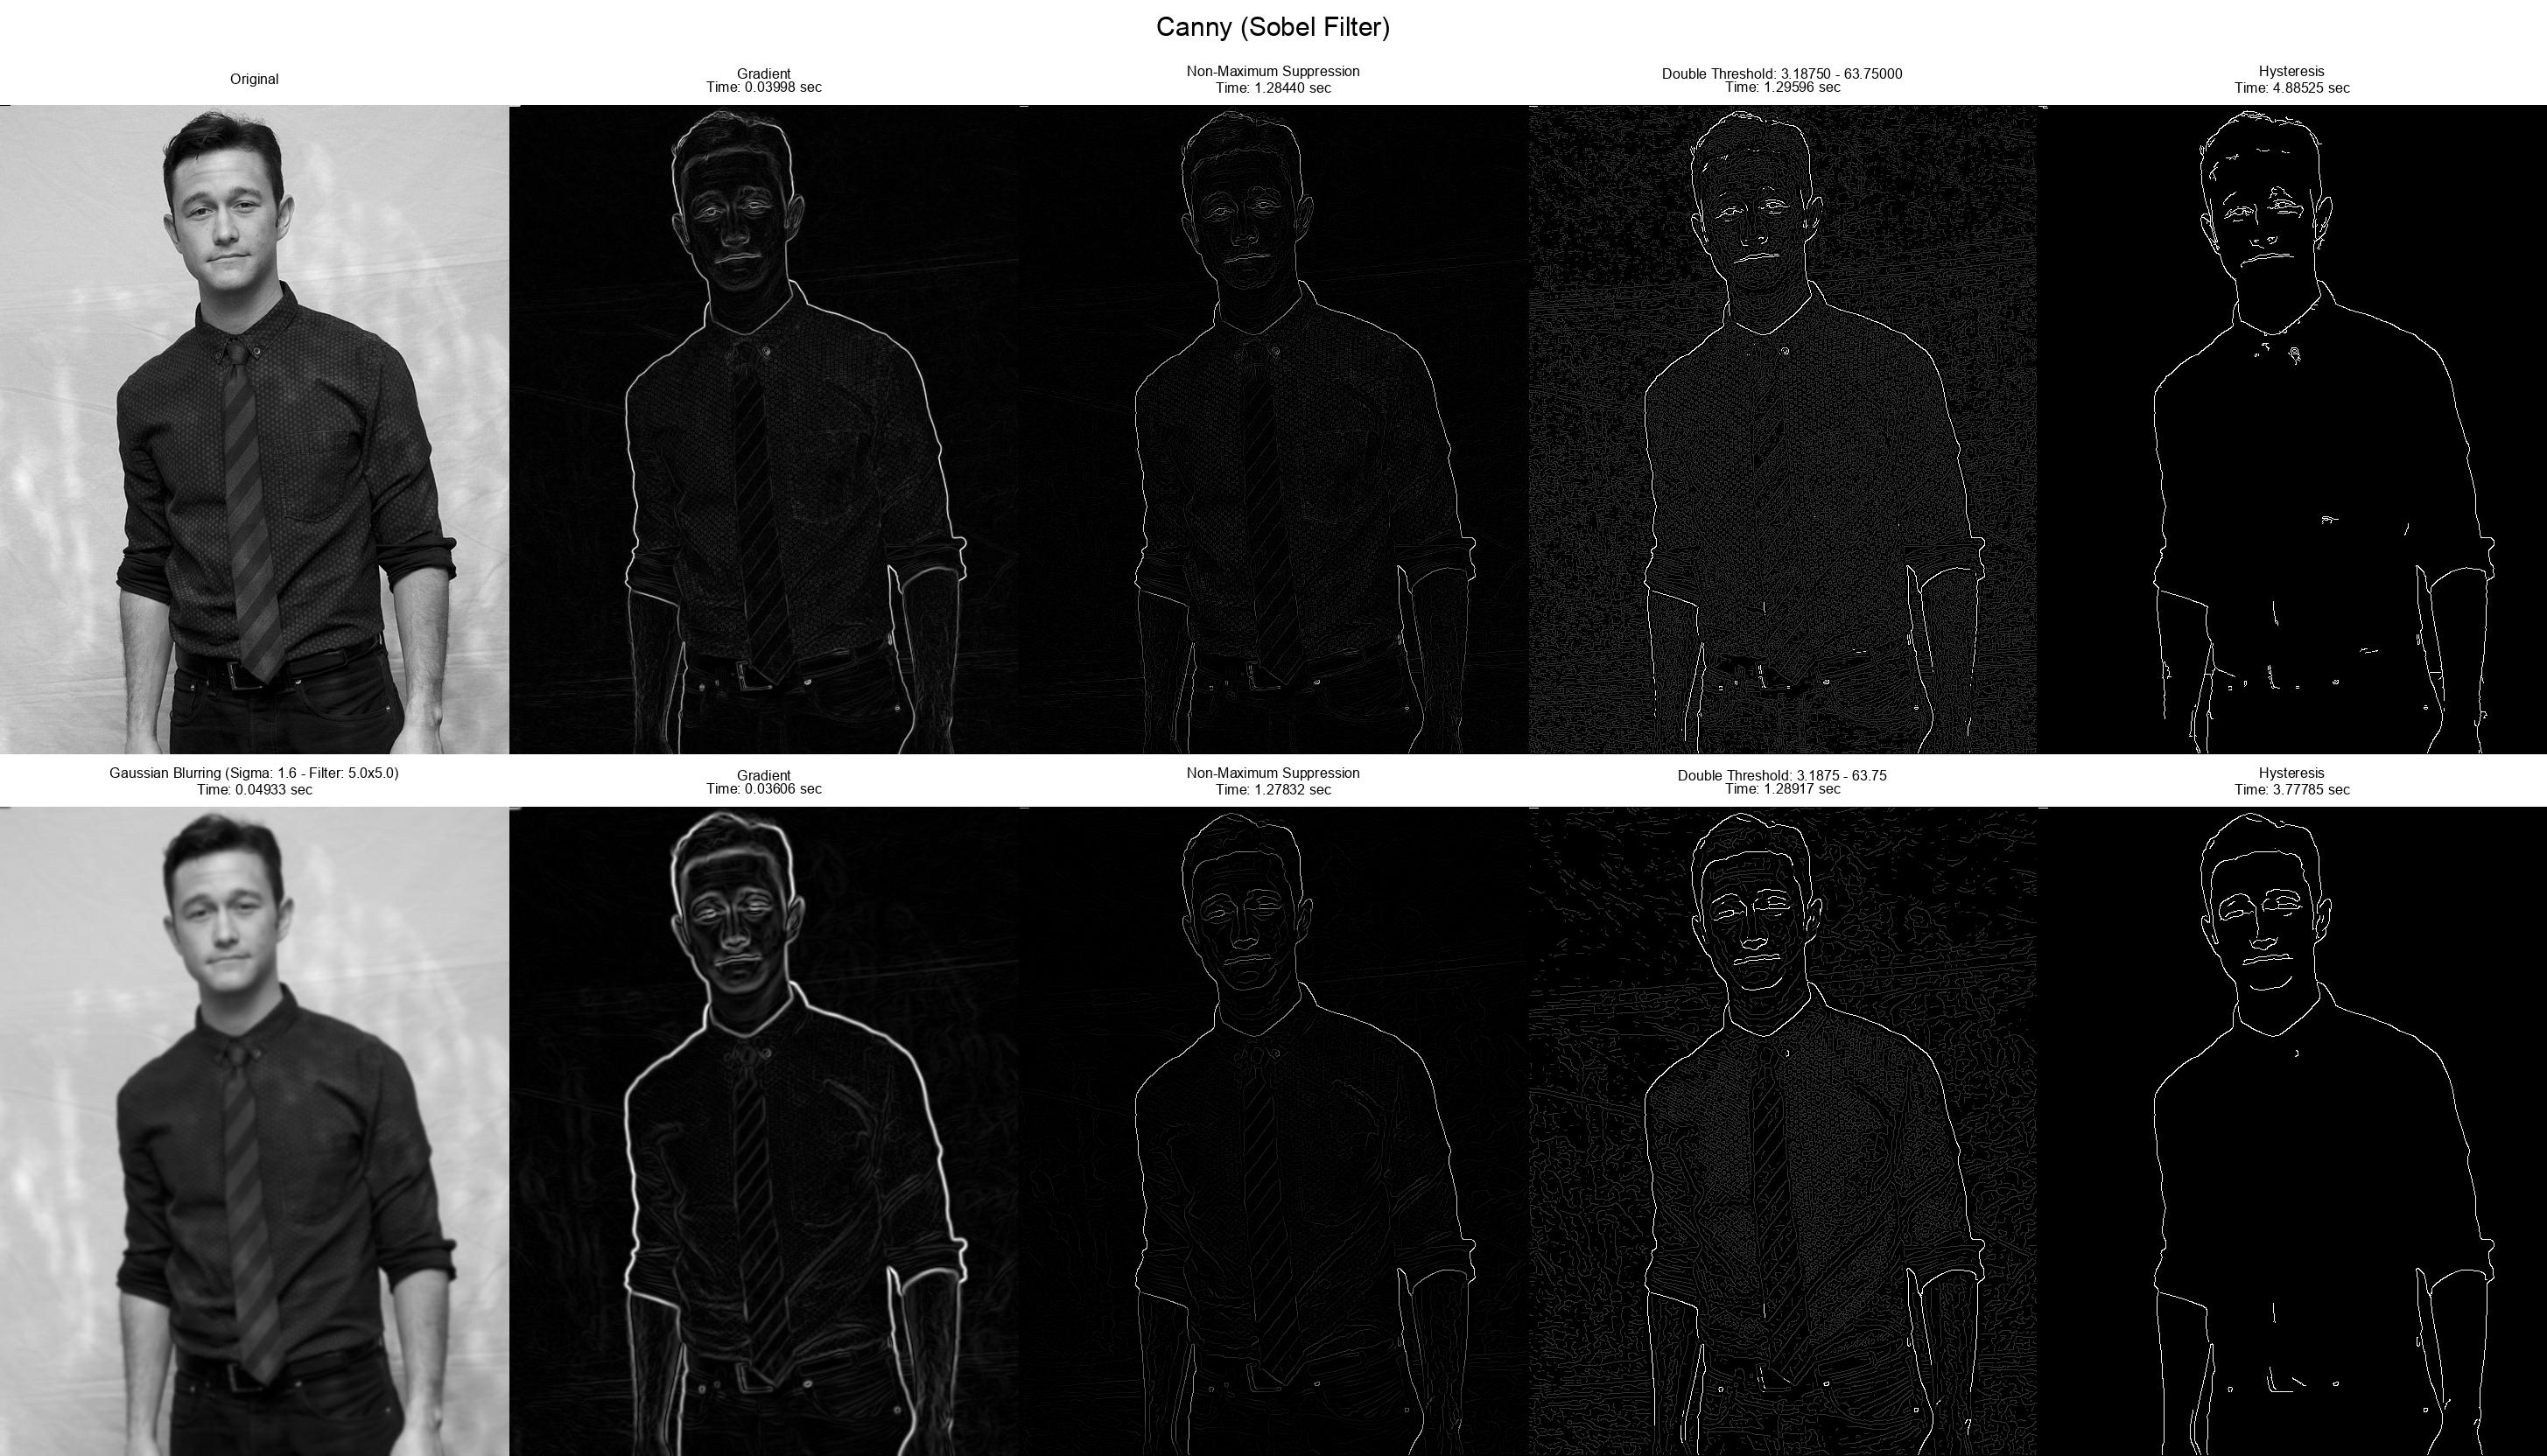 Canny (Sobel Filter)
Original
Gradient
Time: 0.03998 sec
Non-Maximum Suppression
Time: 1.28440 sec
Double Threshold: 3.18750 - 63.75000
Time: 1.29596 sec
Hysteresis
Time: 4.88525 sec
Gaussian Blurring (Sigma: 1.6 - Filter: 5.0x5.0)
Time: 0.04933 sec
Gradient
Time: 0.03606 sec
Non-Maximum Suppression
Time: 1.27832 sec
Double Threshold: 3.1875 - 63.75
Time: 1.28917 sec
Hysteresis
Time: 3.77785 sec